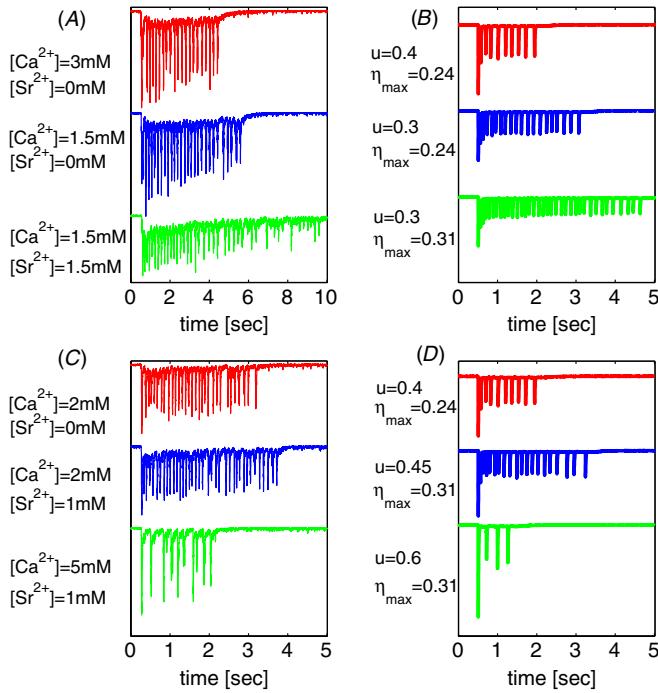 (A)
[Ca2+]=3mM
[Sr2+]=0mM
[Ca2+]=1.5mM
[Sr2+]=0mM
[Ca2+]=1.5mM
[Sr2+]=1.5mM
0 2 4 6 8 10
time [sec]
(B)
u=0.4
ηmax=0.24
u=0.3
ηmax=0.24
u=0.3
ηmax=0.31
0 1 2 3 4 5
time [sec]
(C)
[Ca2+]=2mM
[Sr2+]=0mM
[Ca2+]=2mM
[Sr2+]=1mM
[Ca2+]=5mM
[Sr2+]=1mM
0 1 2 3 4 5
time [sec]
(D)
u=0.4
ηmax=0.24
u=0.45
ηmax=0.31
u=0.6
ηmax=0.31
0 1 2 3 4 5
time [sec]